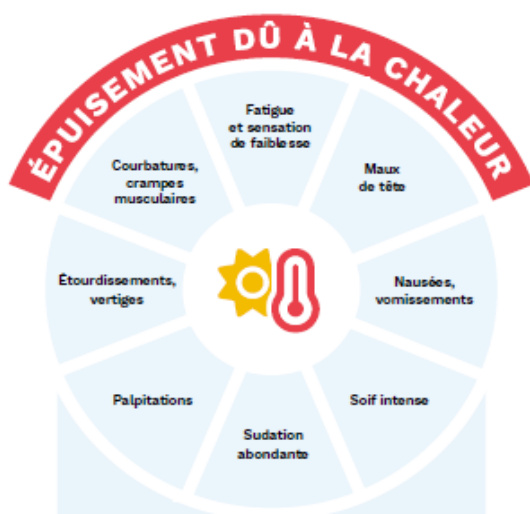 ÉPUISEMENT DÛ À LA CHALEUR
Fatigue
et sensation
de faiblesse
Maux
de tête
Nausées,
vomissements
Soif intense
Sudation
abondante
Palpitations
Étourdissements,
vertiges
Courbatures,
crampes
musculaires